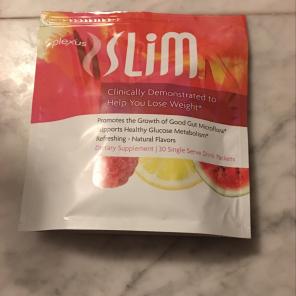 plexus
SLiM
Clinically Demonstrated to
Help You Lose Weight*
Promotes the Growth of Good Gut Microflora*
Supports Healthy Glucose Metabolism*
Refreshing - Natural Flavors
Dietary Supplement | 30 Single Serve Drink Packets